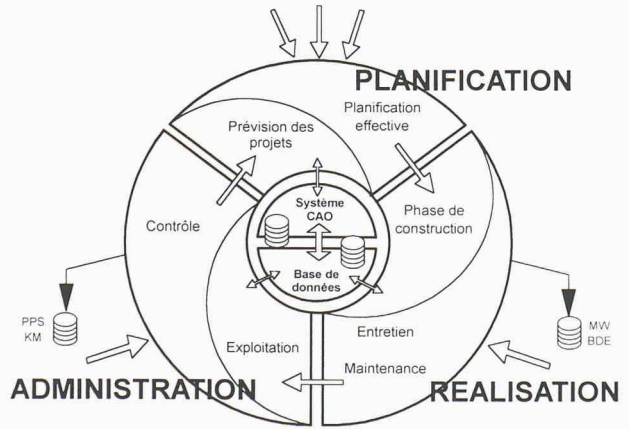 PLANIFICATION
Planification
effective
Prévision des
projets
Système
CAO
Phase de
construction
Contrôle
Base de
données
PPS
KM
MW
BDE
Entretien
Exploitation
Maintenance
ADMINISTRATION
REALISATION